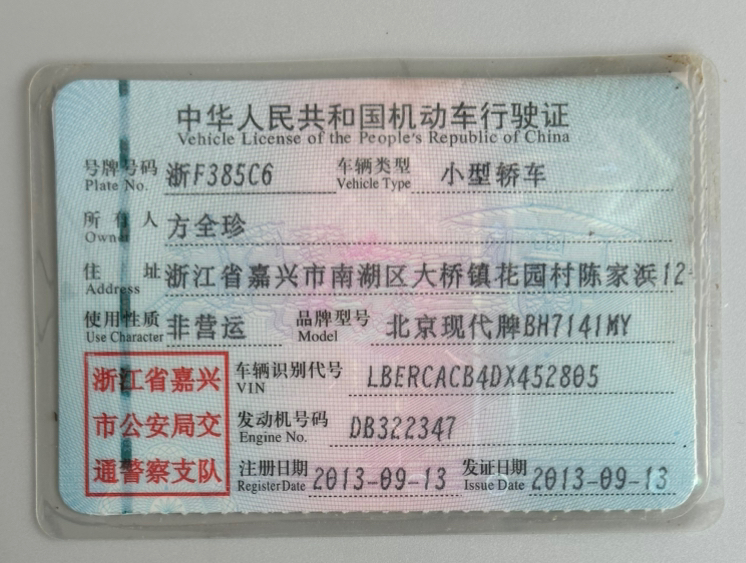 中华人民共和国机动车行驶证
Vehicle License of the People's Republic of China
号牌号码 浙F385C6 车辆类型 小型轿车
Plate No. Vehicle Type
所有人 方全珍
Owner
住址 浙江省嘉兴市南湖区大桥镇花园村陈家浜12-
Address
使用性质 非营运 品牌型号 北京现代牌BH7141MY
Use Character Model
浙江省嘉兴 车辆识别代号 LBERCACB4DX452805
VIN
市公安局交 发动机号码 DB322347
Engine No.
通警察支队 注册日期 2013-09-13 发证日期 2013-09-13
Register Date Issue Date